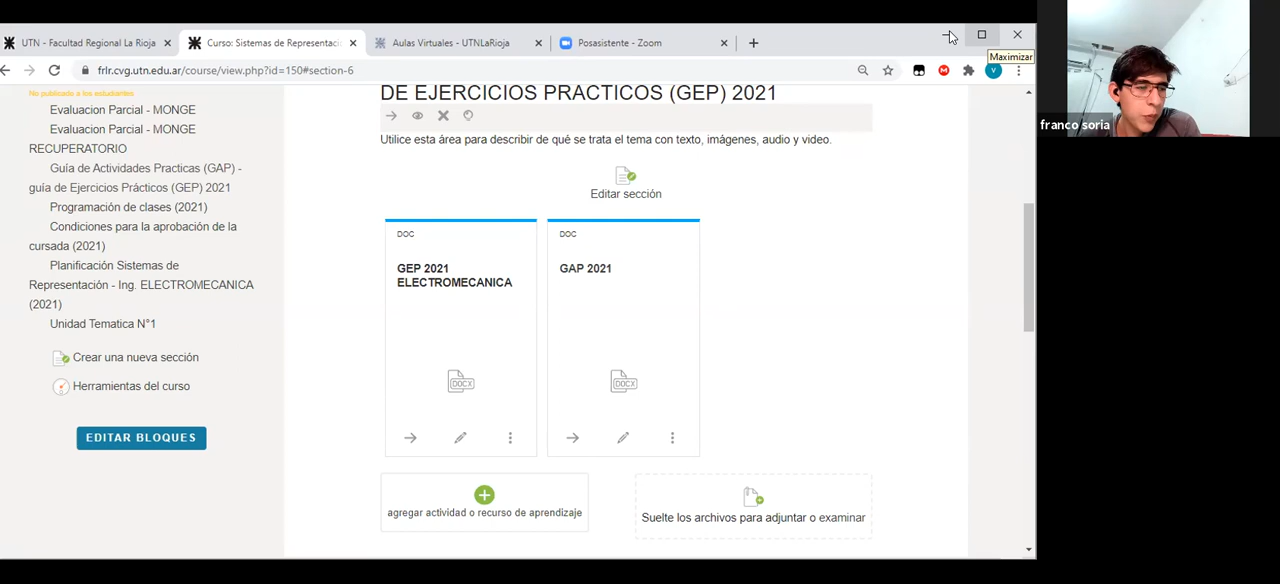 UTN - Facultad Regional La Rioja
Curso: Sistemas de Representaci
Aulas Virtuales - UTNLaRioja
Posasistente - Zoom
Maximizar
frlr.cvg.utn.edu.ar/course/view.php?id=150#section-6
M
V
franco soria
No publicado a los estudiantes
Evaluacion Parcial - MONGE
Evaluacion Parcial - MONGE
RECUPERATORIO
Guía de Actividades Practicas (GAP) -
guía de Ejercicios Prácticos (GEP) 2021
Programación de clases (2021)
Condiciones para la aprobación de la
cursada (2021)
Planificación Sistemas de
Representación - Ing. ELECTROMECANICA
(2021)
Unidad Tematica N°1
Crear una nueva sección
Herramientas del curso
EDITAR BLOQUES
DE EJERCICIOS PRACTICOS (GEP) 2021
Utilice esta área para describir de qué se trata el tema con texto, imágenes, audio y video.
Editar sección
DOC
GEP 2021
ELECTROMECANICA
DOCX
DOC
GAP 2021
DOCX
agregar actividad o recurso de aprendizaje
Suelte los archivos para adjuntar o examinar